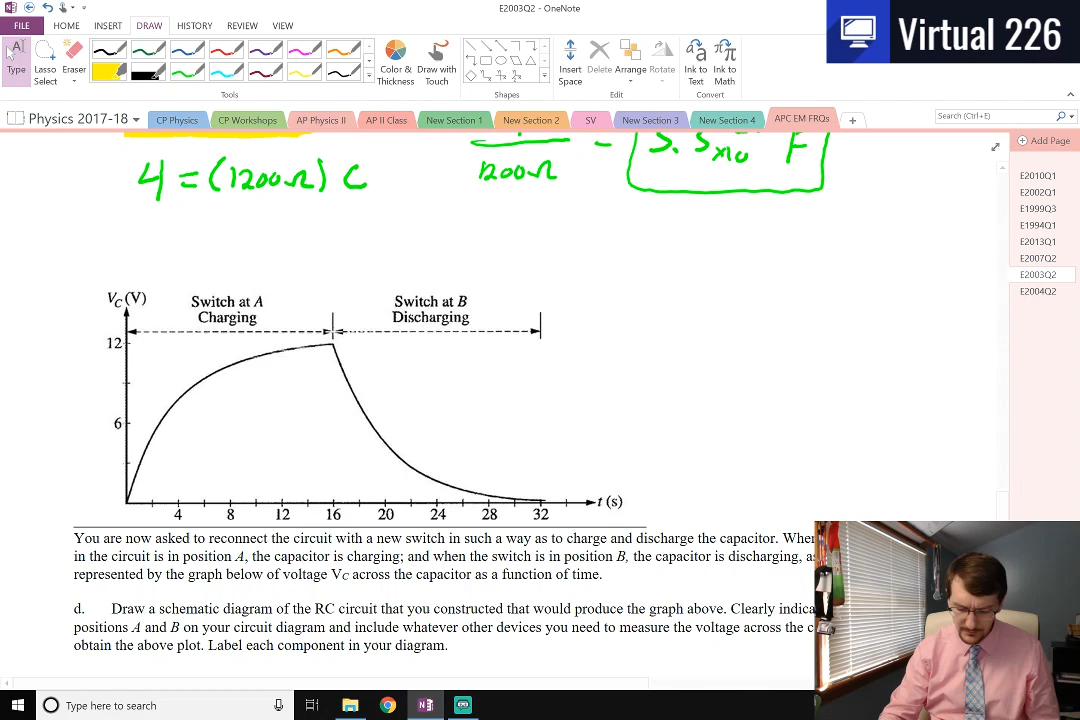 E2003Q2 - OneNote
Virtual 226
FILE HOME INSERT DRAW HISTORY REVIEW VIEW
Type
Lasso Select
Eraser
Color & Thickness
Draw with Touch
Insert Space
Delete
Arrange
Rotate
Ink to Text
Ink to Math
Tools
Shapes
Edit
Convert
Physics 2017-18
CP Physics
CP Workshops
AP Physics II
AP II Class
New Section 1
New Section 2
SV
New Section 3
New Section 4
APC EM FRQs
Search (Ctrl+E)
Add Page
E2010Q1
E2002Q1
E1999Q3
E1994Q1
E2013Q1
E2007Q2
E2003Q2
E2004Q2
4 = (1200Ω) C
1200Ω
=
F
V_C (V)
Switch at A
Charging
Switch at B
Discharging
12
6
4 8 12 16 20 24 28 32
t (s)
You are now asked to reconnect the circuit with a new switch in such a way as to charge and discharge the capacitor. When
in the circuit is in position A, the capacitor is charging; and when the switch is in position B, the capacitor is discharging, as
represented by the graph below of voltage V_C across the capacitor as a function of time.
d. Draw a schematic diagram of the RC circuit that you constructed that would produce the graph above. Clearly indica
positions A and B on your circuit diagram and include whatever other devices you need to measure the voltage across the c
obtain the above plot. Label each component in your diagram.
Type here to search